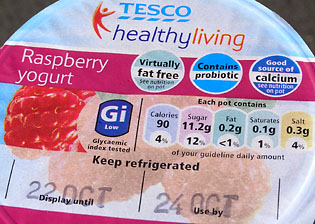 TESCO
healthyliving
Raspberry
yogurt
Virtually
fat free
see nutrition
on pot
Contains
probiotic
Good
source of
calcium
see nutrition
on pot
Gi
Low
Glycaemic
index tested
Each pot contains
Calories
90
4%
Sugar
11.2g
12%
Fat
0.2g
<1%
Saturates
0.1g
1%
Salt
0.3g
4%
of your guideline daily amount
Keep refrigerated
22 OCT
Display until
24 OCT
Use by